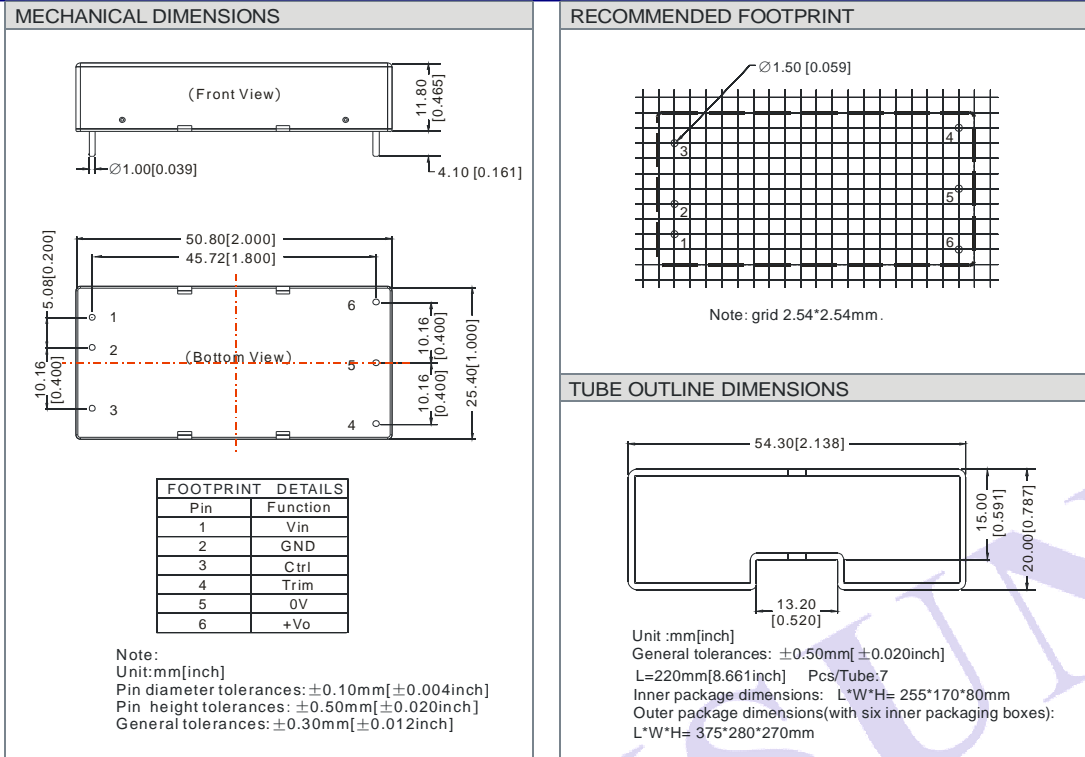 MECHANICAL DIMENSIONS
(Front View)
11.80
[0.465]
∅1.00[0.039]
4.10 [0.161]
50.80[2.000]
45.72[1.800]
5.08[0.200]
10.16
[0.400]
1
2
3
(Bottom View)
6
5
4
10.16
[0.400]
10.16
[0.400]
25.40[1.000]
FOOTPRINT DETAILS
Pin Function
1 Vin
2 GND
3 Ctrl
4 Trim
5 0V
6 +Vo
Note:
Unit:mm[inch]
Pin diameter tolerances:±0.10mm[±0.004inch]
Pin height tolerances: ±0.50mm[±0.020inch]
General tolerances:±0.30mm[±0.012inch]
RECOMMENDED FOOTPRINT
∅1.50 [0.059]
3
2
1
4
5
6
Note: grid 2.54*2.54mm.
TUBE OUTLINE DIMENSIONS
54.30[2.138]
15.00
[0.591]
20.00[0.787]
13.20
[0.520]
Unit :mm[inch]
General tolerances: ±0.50mm[±0.020inch]
L=220mm[8.661inch] Pcs/Tube:7
Inner package dimensions: L*W*H= 255*170*80mm
Outer package dimensions(with six inner packaging boxes):
L*W*H= 375*280*270mm